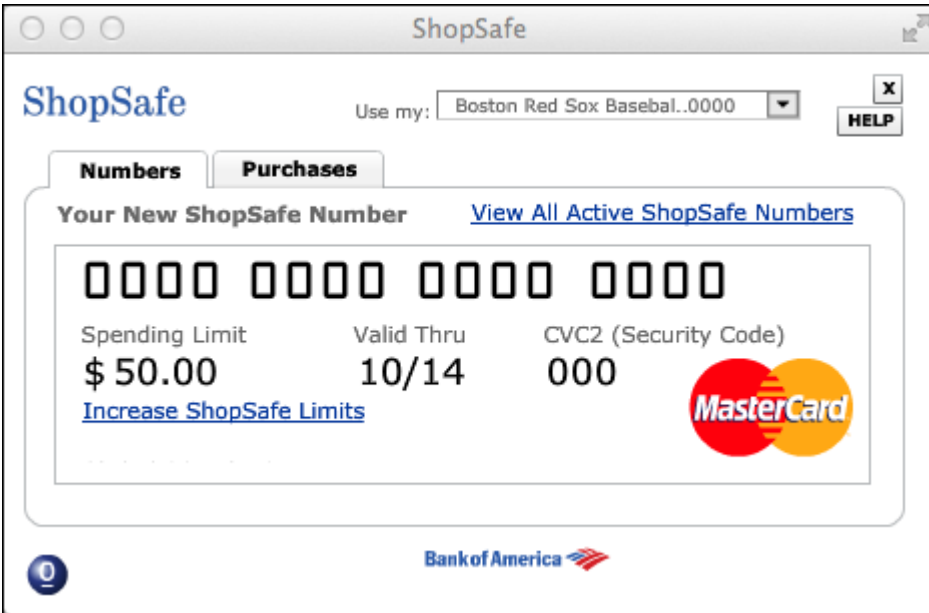 ShopSafe
ShopSafe
Use my: Boston Red Sox Basebal..0000
X
HELP
Numbers Purchases
Your New ShopSafe Number View All Active ShopSafe Numbers
0000 0000 0000 0000
Spending Limit Valid Thru CVC2 (Security Code)
$ 50.00 10/14 000
Increase ShopSafe Limits
MasterCard
Bank of America